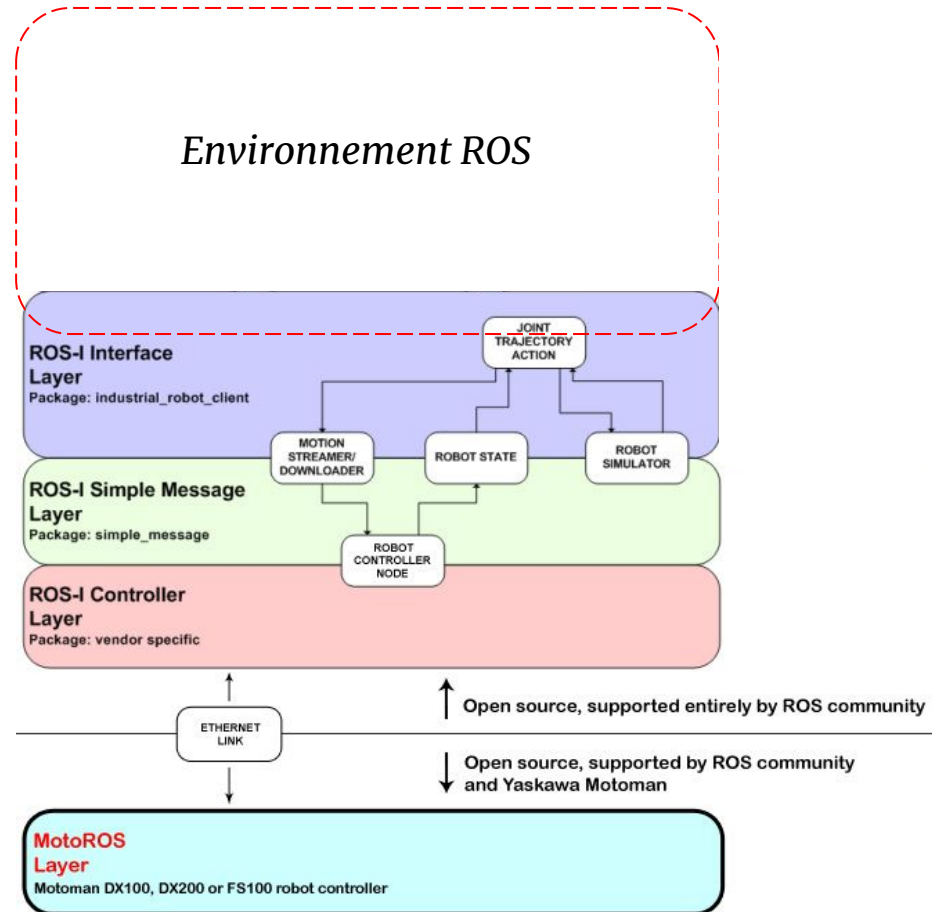 Environnement ROS
JOINT
TRAJECTORY
ACTION
ROS-I Interface
Layer
Package: industrial_robot_client
MOTION
STREAMER/
DOWNLOADER
ROBOT STATE
ROBOT
SIMULATOR
ROS-I Simple Message
Layer
Package: simple_message
ROBOT
CONTROLLER
NODE
ROS-I Controller
Layer
Package: vendor specific
ETHERNET
LINK
Open source, supported entirely by ROS community
Open source, supported by ROS community
and Yaskawa Motoman
MotoROS
Layer
Motoman DX100, DX200 or FS100 robot controller